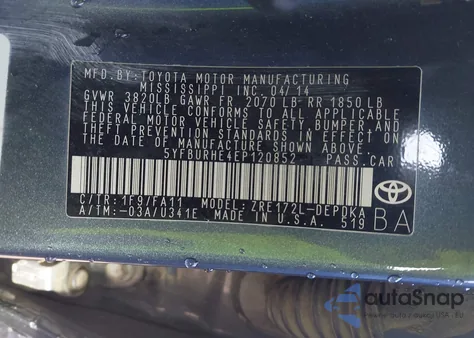 MFD. BY: TOYOTA MOTOR MANUFACTURING
MISSISSIPPI INC. 04/14
GVWR 3820LB GAWR FR 2070 LB RR 1850 LB
THIS VEHICLE CONFORMS TO ALL APPLICABLE
FEDERAL MOTOR VEHICLE SAFETY, BUMPER, AND
THEFT PREVENTION STANDARDS IN EFFECT ON
THE DATE OF MANUFACTURE SHOWN ABOVE.
5YFBURHE4EP120852 PASS.CAR
C/TR: 1F9/FA11 MODEL: ZRE172L-DEPDKA
A/TM: -03A/U341E MADE IN U.S.A. 519
TOYOTA
BA
autoSnap